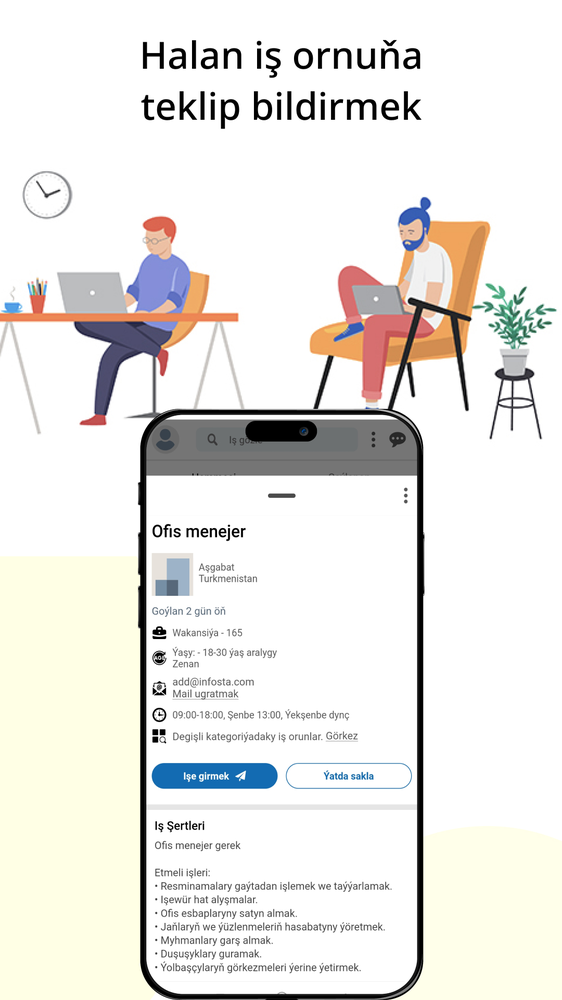 Halan iş ornuňa
teklip bildirmek
Iş
Ofis menejer
Aşgabat
Turkmenistan
Goýlan 2 gün öň
Wakansiýa - 165
AGE
Ýaşy: - 18-30 ýaş aralygy
Zenan
add@infosta.com
Mail ugratmak
09:00-18:00, Şenbe 13:00, Ýekşenbe dynç
Degişli kategoriýadaky iş orunlar. Görkez
Işe girmek
Ýatda sakla
Iş Şertleri
Ofis menejer gerek
Etmeli işleri:
• Resminamalary gaýtadan işlemek we taýýarlamak.
• Işewür hat alyşmalar.
• Ofis esbaplaryny satyn almak.
• Jaňlaryň we ýüzlenmeleriň hasabatyny ýöretmek.
• Myhmanlary garş almak.
• Duşuşyklary guramak.
• Ýolbaşçylaryň görkezmeleri ýerine ýetirmek.